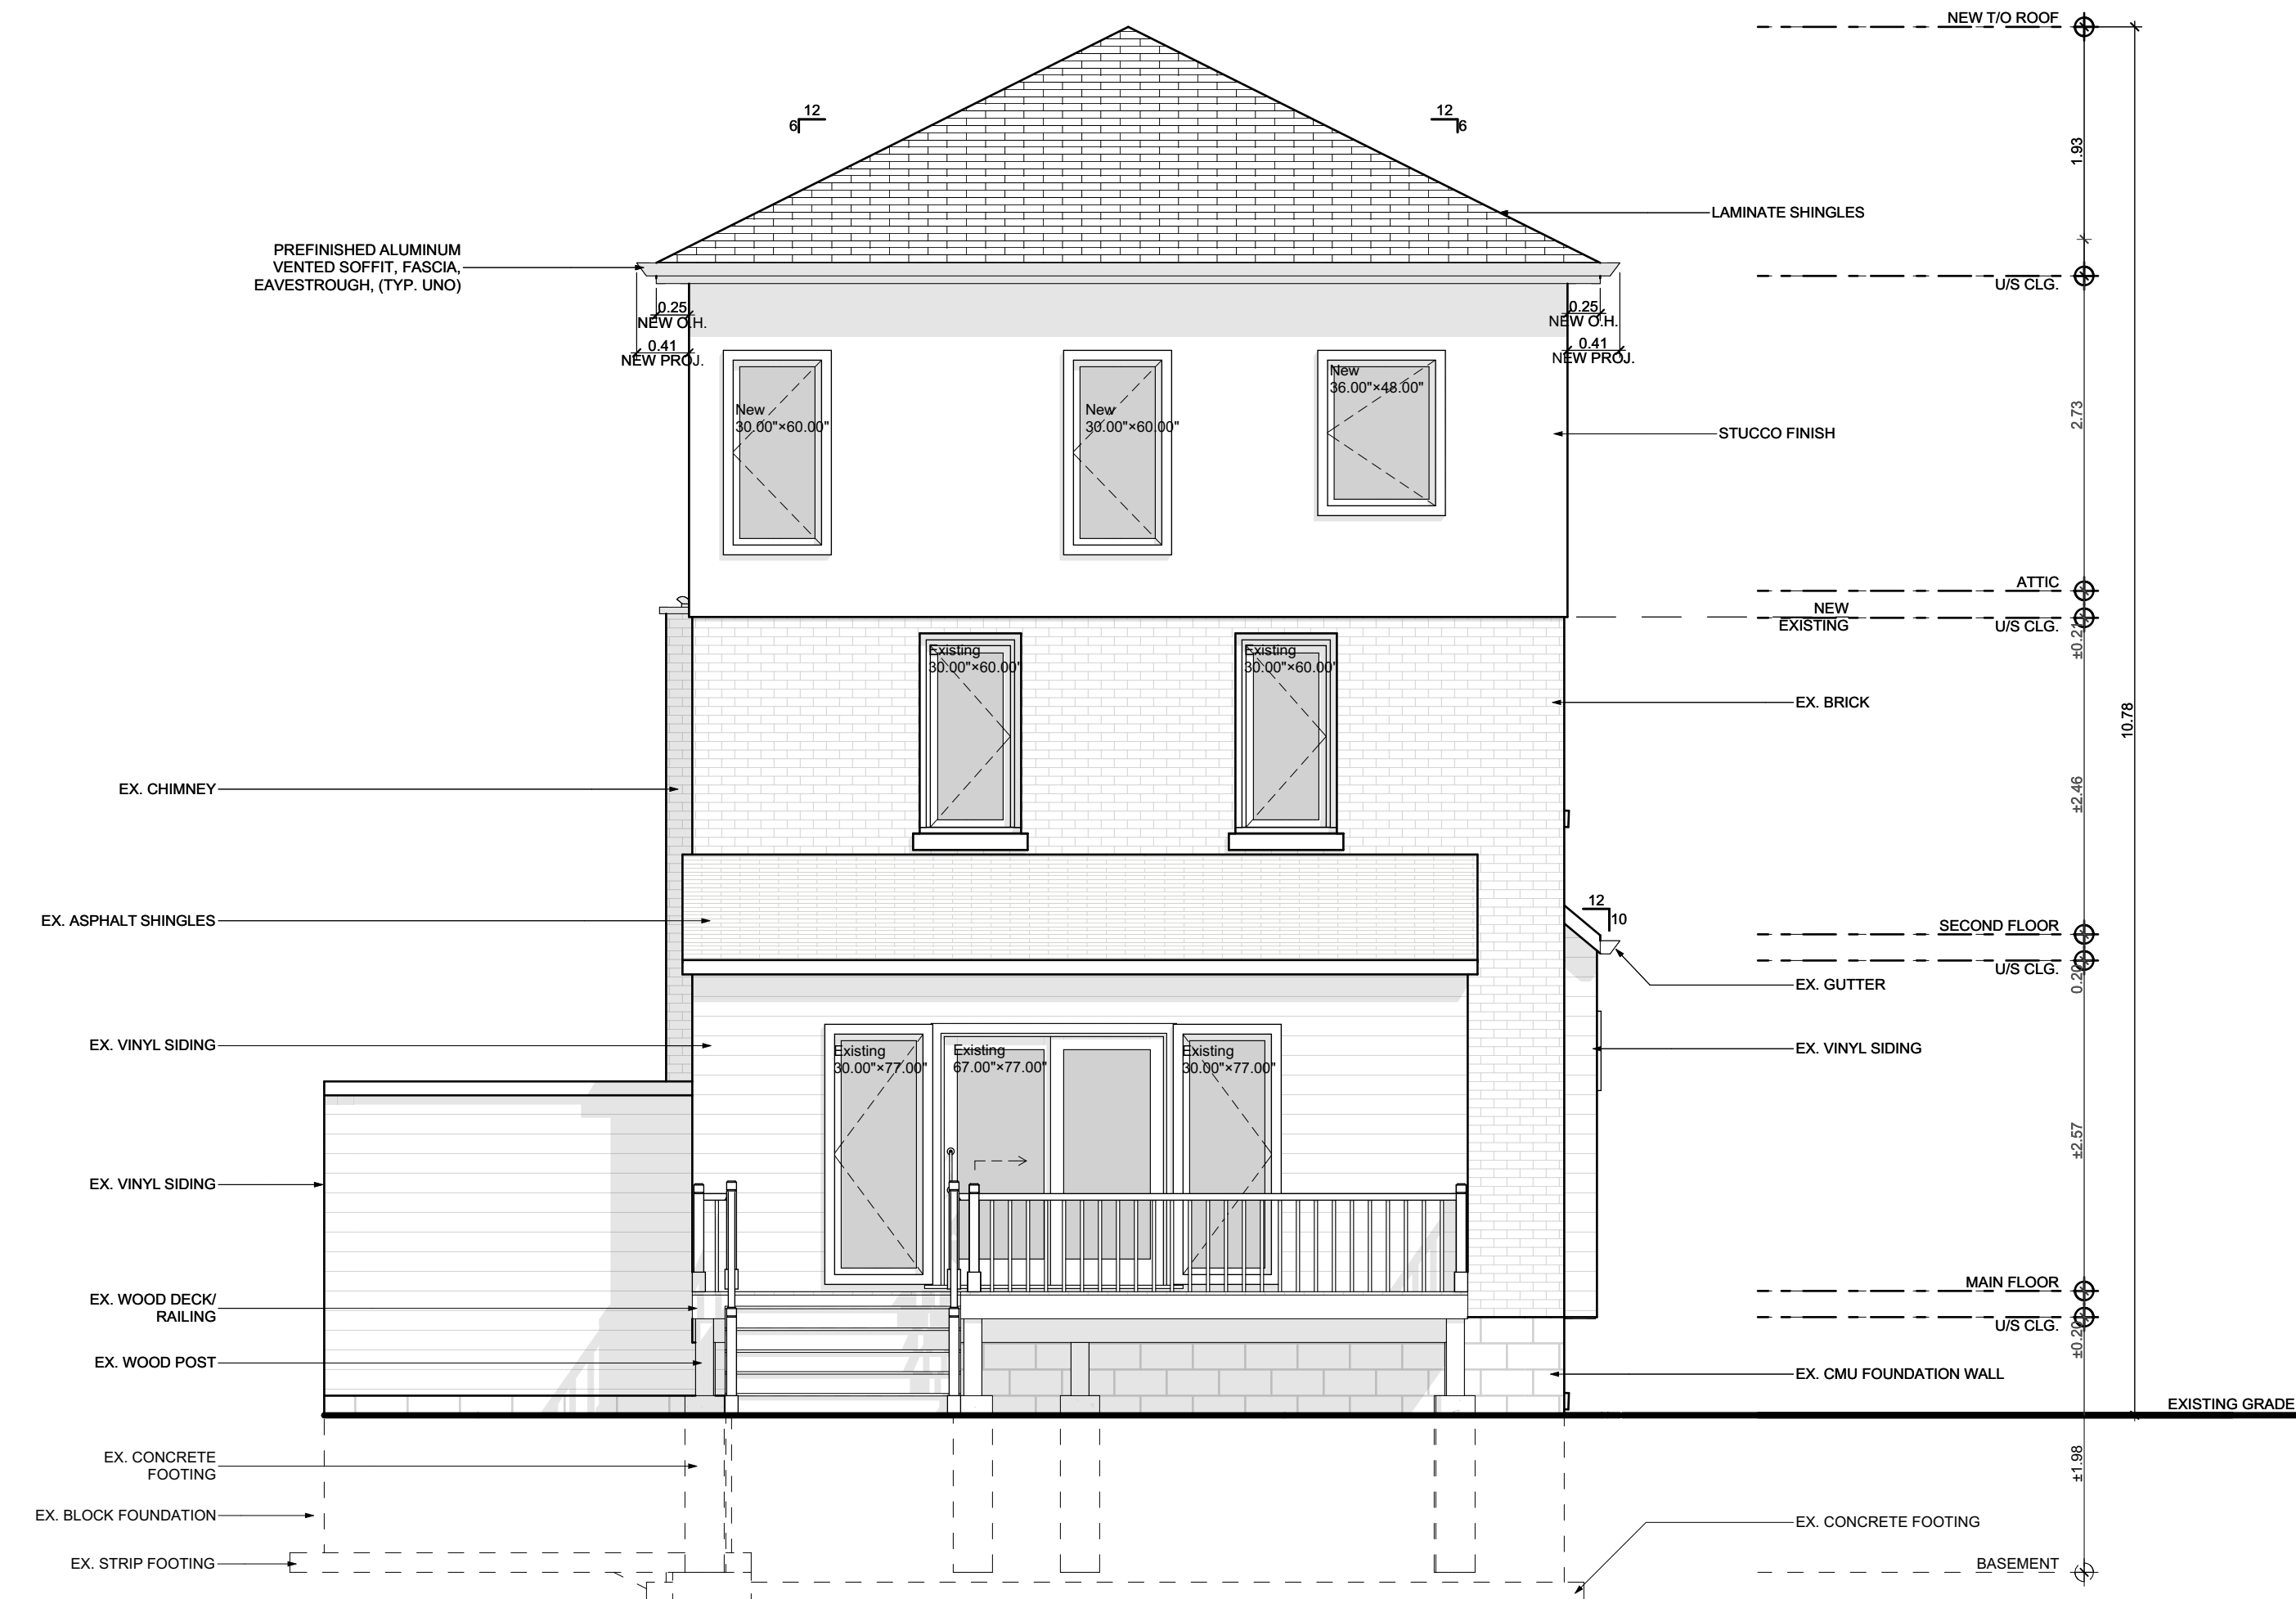 NEW T/O ROOF
12
6
12
6
1.93
LAMINATE SHINGLES
PREFINISHED ALUMINUM
VENTED SOFFIT, FASCIA,
EAVESTROUGH, (TYP. UNO)
U/S CLG.
0.25
NEW O.H.
0.41
NEW PROJ.
0.25
NEW O.H.
0.41
NEW PROJ.
New
30.00"×60.00"
New
30.00"×60.00"
New
36.00"×48.00"
STUCCO FINISH
2.73
ATTIC
NEW
EXISTING
U/S CLG.
±0.21
Existing
30.00"×60.00"
Existing
30.00"×60.00"
EX. BRICK
10.78
EX. CHIMNEY
±2.46
EX. ASPHALT SHINGLES
12
10
SECOND FLOOR
U/S CLG.
0.20
EX. GUTTER
EX. VINYL SIDING
Existing
30.00"×77.00"
Existing
67.00"×77.00"
Existing
30.00"×77.00"
EX. VINYL SIDING
±2.57
EX. VINYL SIDING
MAIN FLOOR
EX. WOOD DECK/
RAILING
U/S CLG.
±0.20
EX. WOOD POST
EX. CMU FOUNDATION WALL
EXISTING GRADE
EX. CONCRETE
FOOTING
±1.98
EX. BLOCK FOUNDATION
EX. CONCRETE FOOTING
EX. STRIP FOOTING
BASEMENT